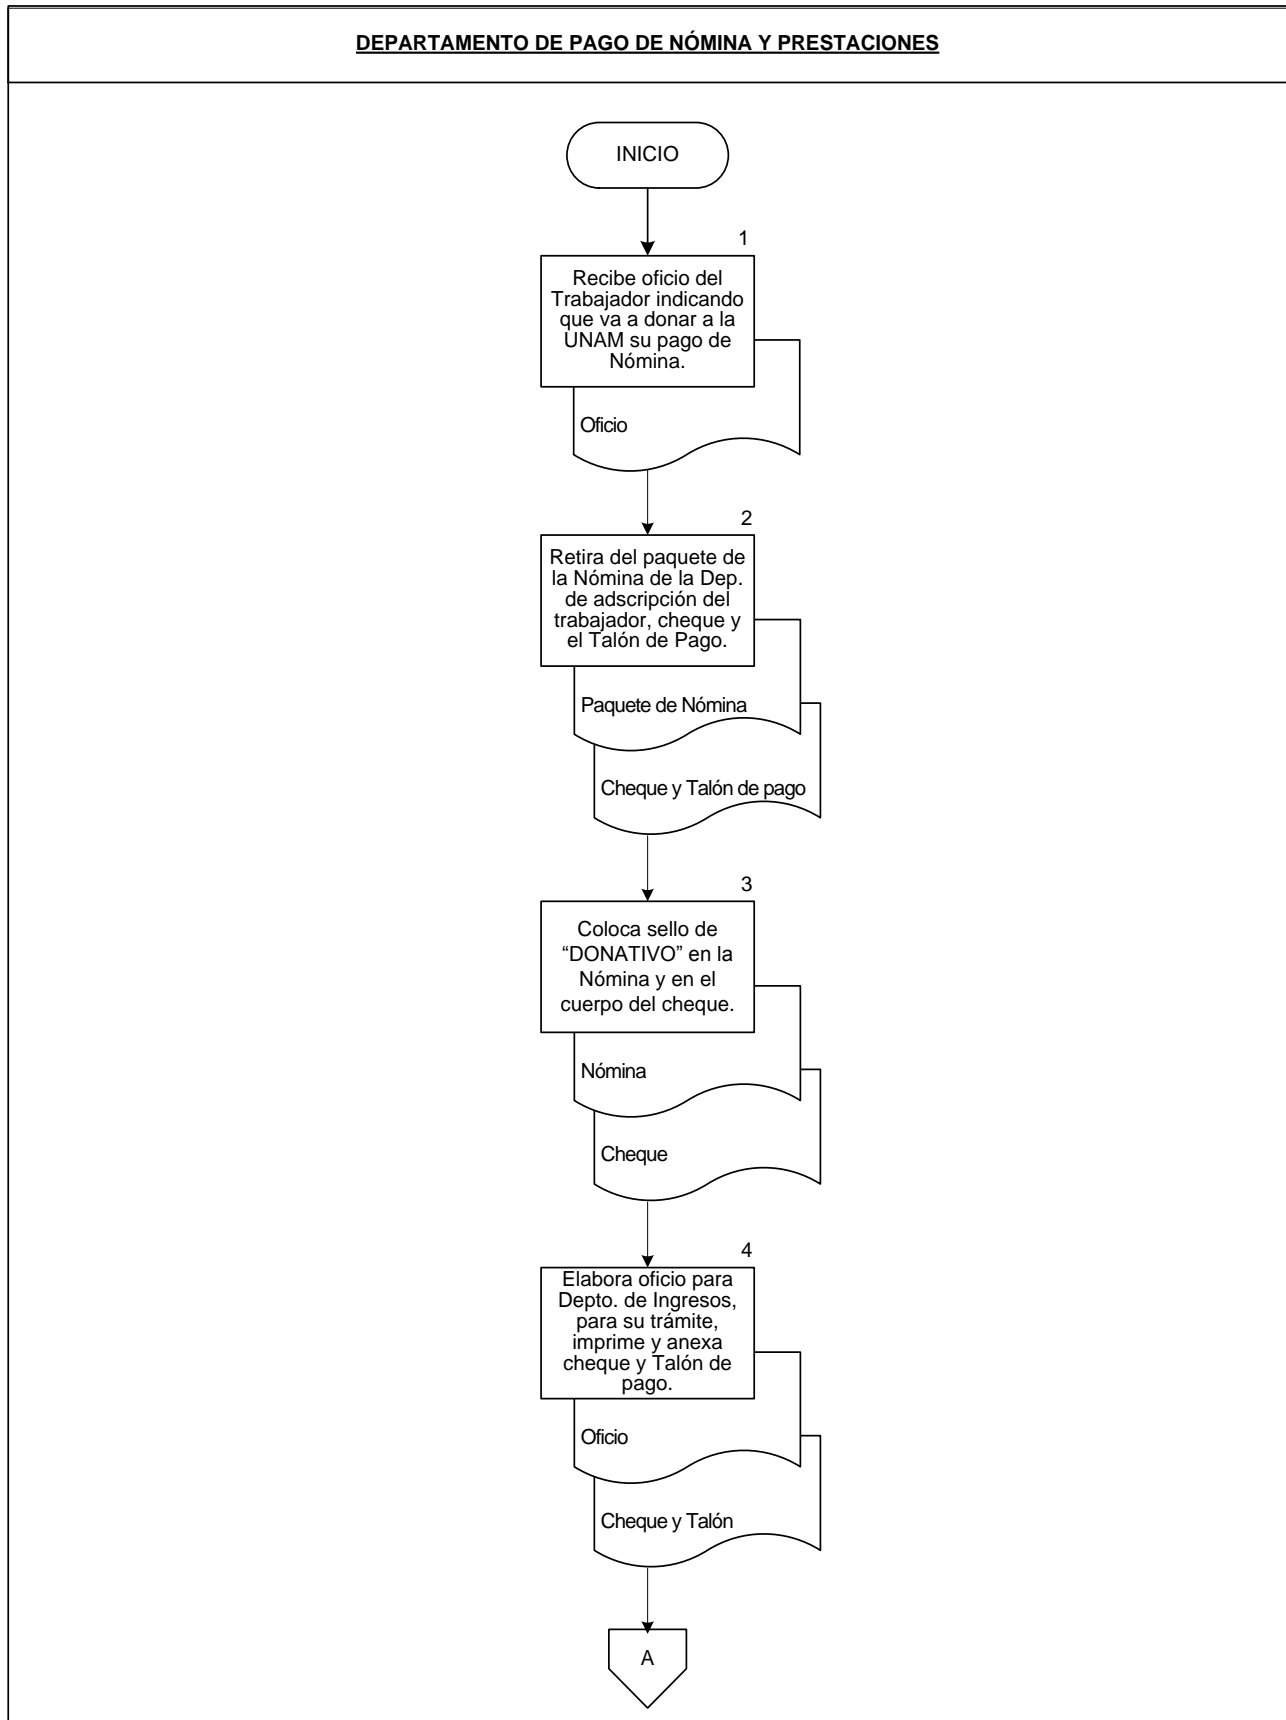 DEPARTAMENTO DE PAGO DE NÓMINA Y PRESTACIONES
INICIO
1
Recibe oficio del
Trabajador indicando
que va a donar a la
UNAM su pago de
Nómina.
Oficio
2
Retira del paquete de
la Nómina de la Dep.
de adscripción del
trabajador, cheque y
el Talón de Pago.
Paquete de Nómina
Cheque y Talón de pago
3
Coloca sello de
“DONATIVO” en la
Nómina y en el
cuerpo del cheque.
Nómina
Cheque
4
Elabora oficio para
Depto. de Ingresos,
para su trámite,
imprime y anexa
cheque y Talón de
pago.
Oficio
Cheque y Talón
A